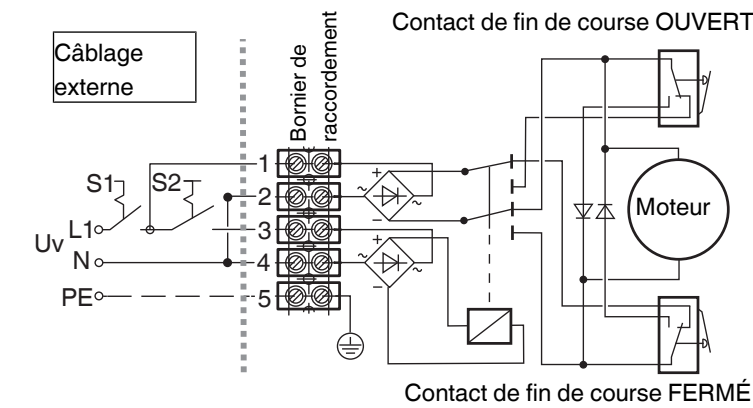 Contact de fin de course OUVERT
Câblage
externe
Bornier de
raccordement
S1
S2
Uv
L1
N
PE
1
2
3
4
5
+
~
~
−
+
~
~
−
Moteur
Contact de fin de course FERMÉ